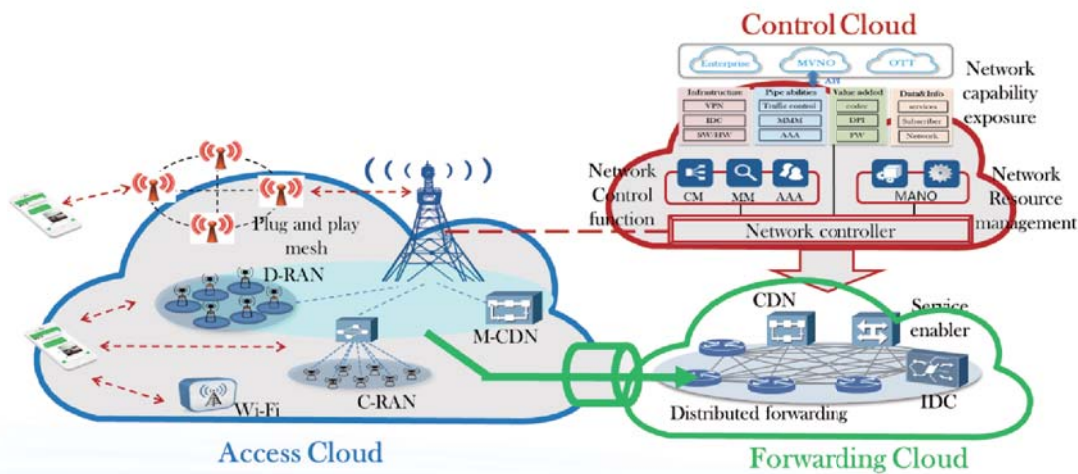 Control Cloud
Enterprise
MVNO
OTT
API
Network
capability
exposure
Infrastructure
VPN
IDC
SW/HW
Pipe abilities
Traffic control
MMM
AAA
Value added
codec
DPI
FW
Data&Info
services
Subscriber
Network
Network
Control
function
CM
MM
AAA
MANO
Network
Resource
management
Network controller
Plug and play
mesh
D-RAN
M-CDN
C-RAN
Wi-Fi
Access Cloud
CDN
Service
enabler
IDC
Distributed forwarding
Forwarding Cloud